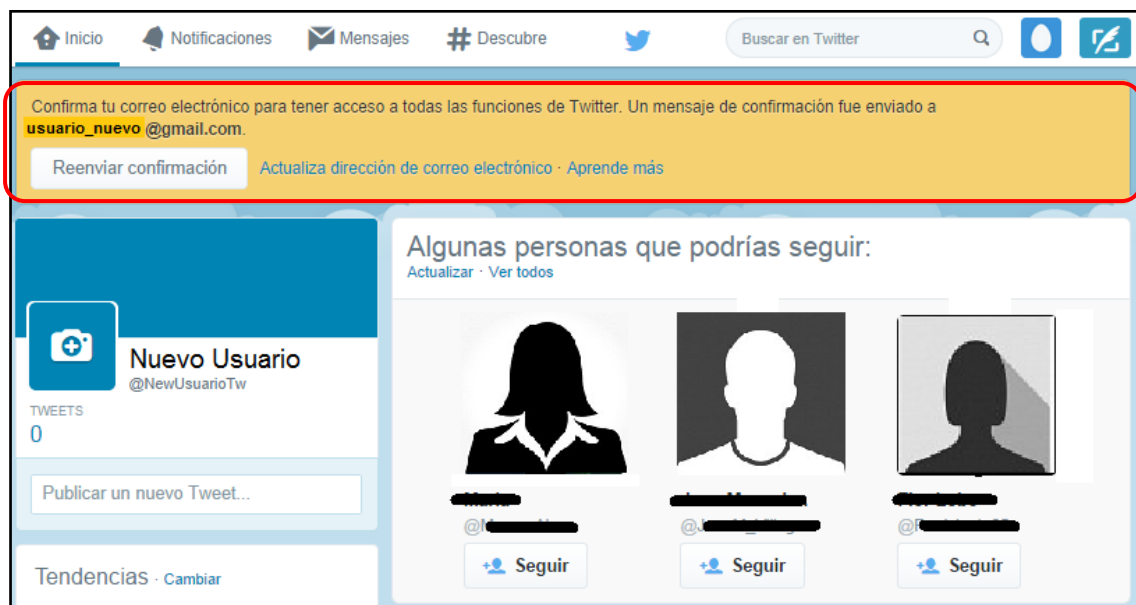 Inicio Notificaciones Mensajes # Descubre Buscar en Twitter
Confirma tu correo electrónico para tener acceso a todas las funciones de Twitter. Un mensaje de confirmación fue enviado a
usuario_nuevo @gmail.com.
Reenviar confirmación Actualiza dirección de correo electrónico · Aprende más
Algunas personas que podrías seguir:
Actualizar · Ver todos
Nuevo Usuario
@NewUsuarioTw
TWEETS
0
Publicar un nuevo Tweet...
Tendencias · Cambiar
Seguir Seguir Seguir